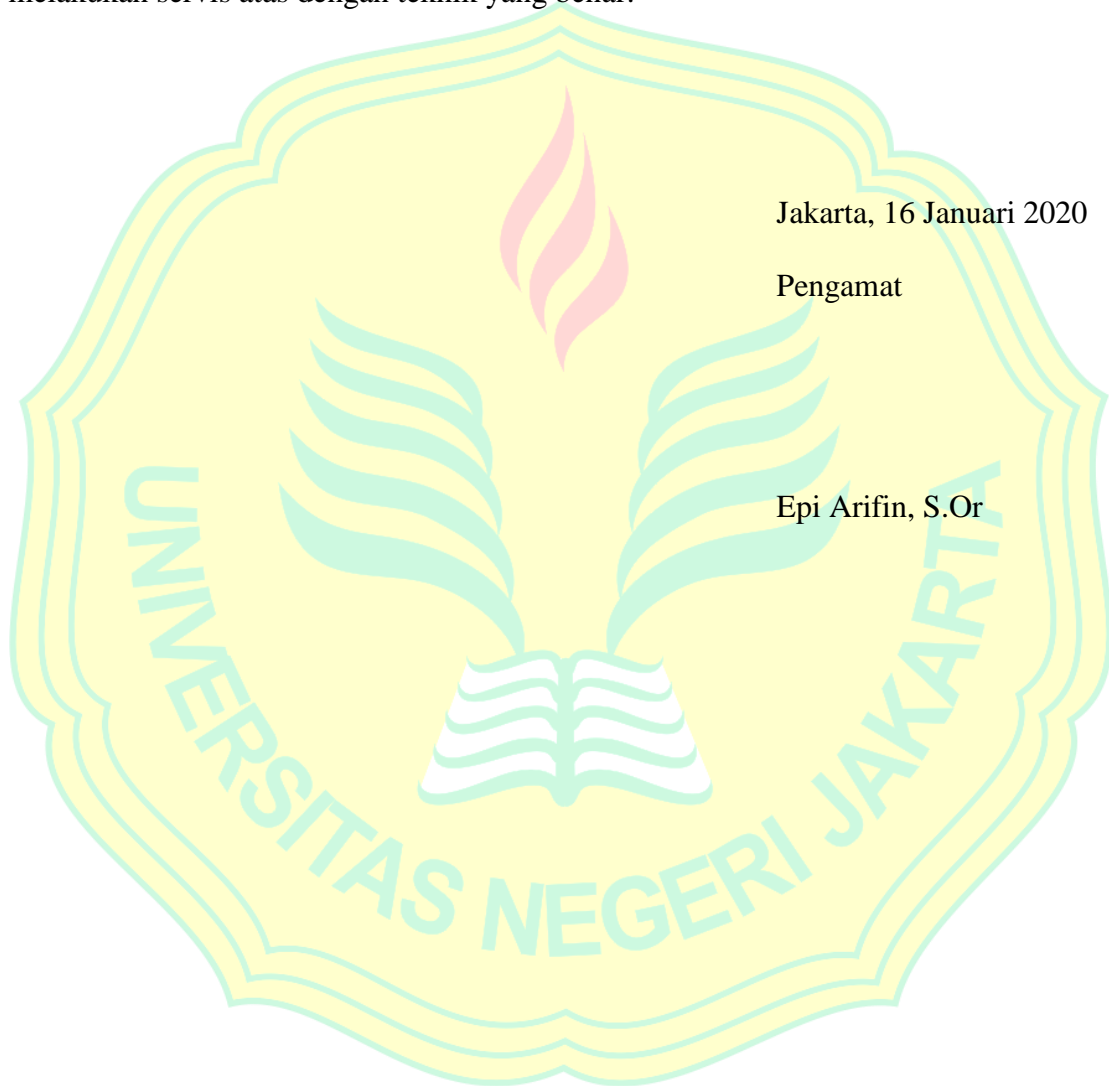 melakukan servis atas dengan teknik yang benar.
Jakarta, 16 Januari 2020
Pengamat
Epi Arifin, S.Or
UNIVERSITAS NEGERI JAKARTA